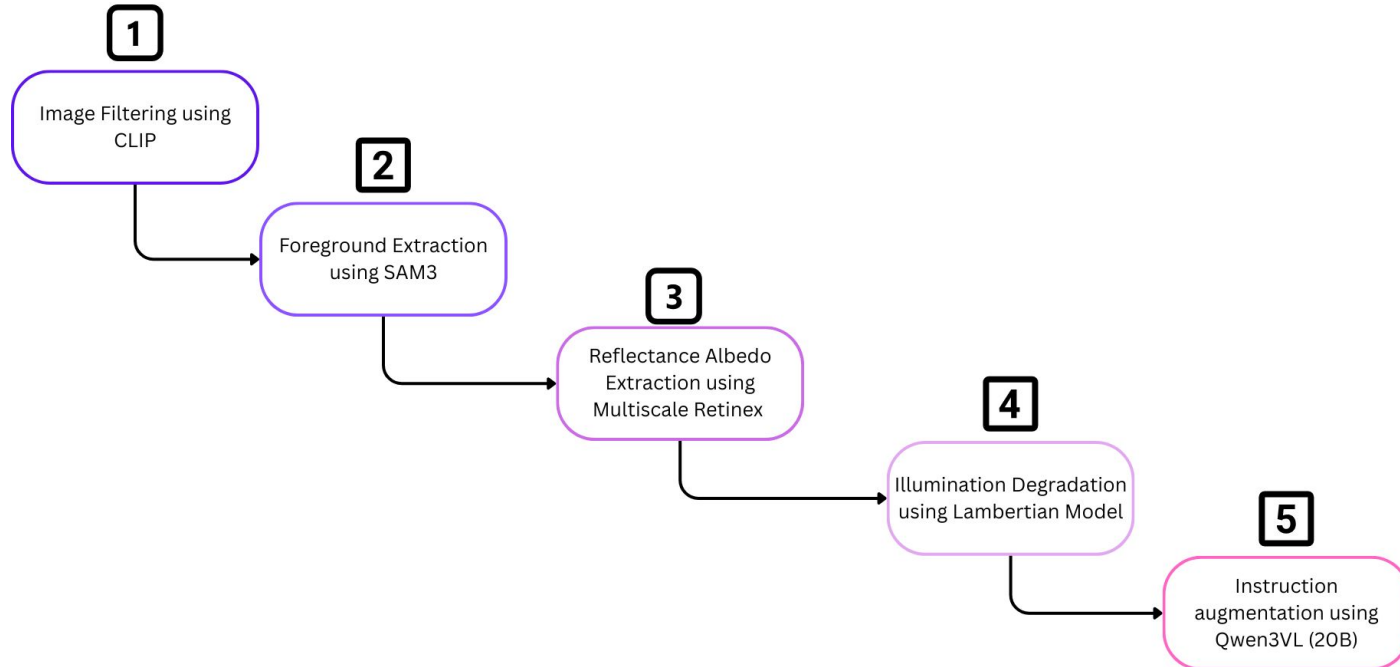 1
Image Filtering using
CLIP
2
Foreground Extraction
using SAM3
3
Reflectance Albedo
Extraction using
Multiscale Retinex
4
Illumination Degradation
using Lambertian Model
5
Instruction
augmentation using
Qwen3VL (20B)